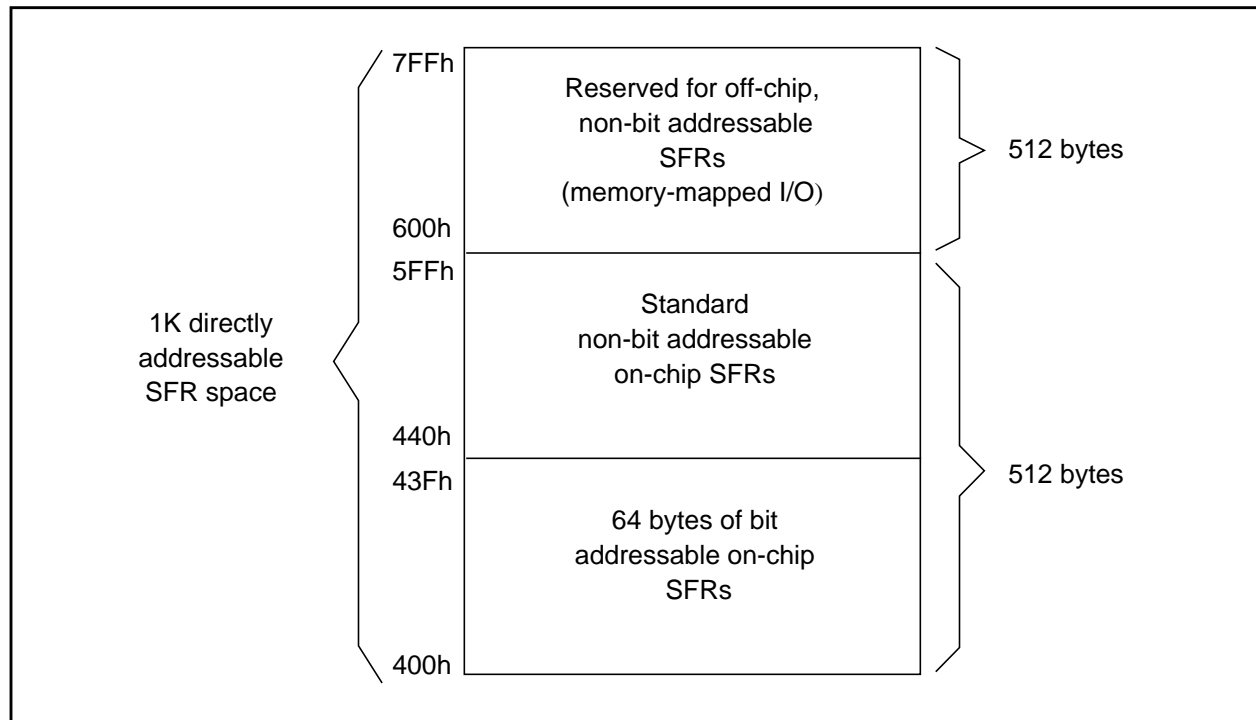 7FFh
Reserved for off-chip,
non-bit addressable
SFRs
(memory-mapped I/O)
512 bytes
600h
5FFh
Standard
non-bit addressable
on-chip SFRs
1K directly
addressable
SFR space
440h
43Fh
512 bytes
64 bytes of bit
addressable on-chip
SFRs
400h